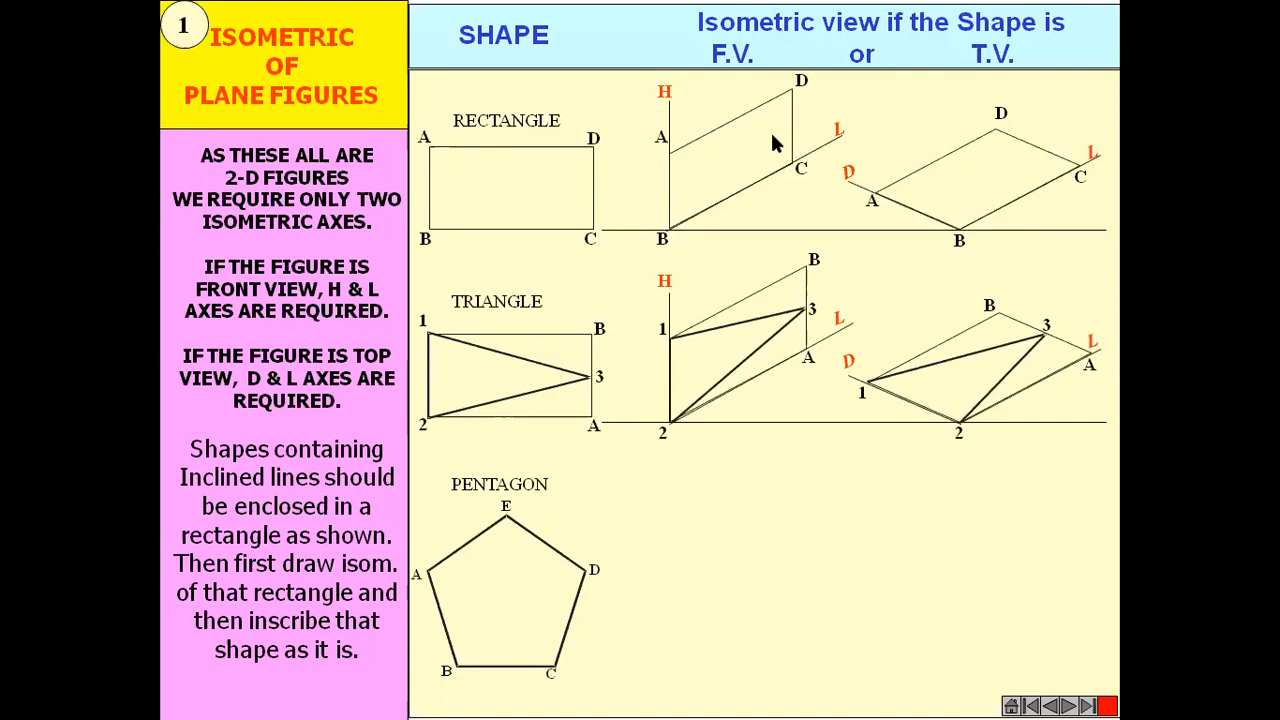 1
ISOMETRIC
OF
PLANE FIGURES
AS THESE ALL ARE
2-D FIGURES
WE REQUIRE ONLY TWO
ISOMETRIC AXES.
IF THE FIGURE IS
FRONT VIEW, H & L
AXES ARE REQUIRED.
IF THE FIGURE IS TOP
VIEW, D & L AXES ARE
REQUIRED.
Shapes containing
Inclined lines should
be enclosed in a
rectangle as shown.
Then first draw isom.
of that rectangle and
then inscribe that
shape as it is.
SHAPE
Isometric view if the Shape is
F.V. or T.V.
RECTANGLE
A D
B C
H
D
A
L
C
B
D
L
D
C
A
B
TRIANGLE
1 B
3
2 A
H
B
3
L
1
A
2
B
3
L
D
A
1
2
PENTAGON
E
A D
B C